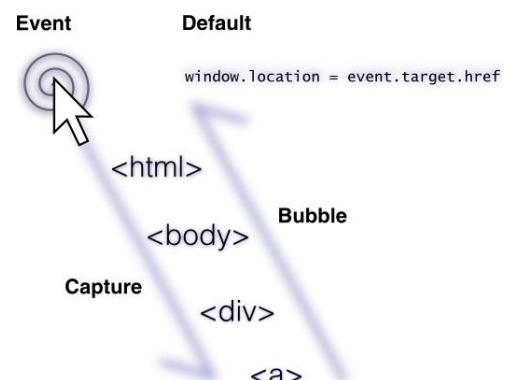 Event
Default
window.location = event.target.href
<html>
<body>
Bubble
Capture
<div>
<a>